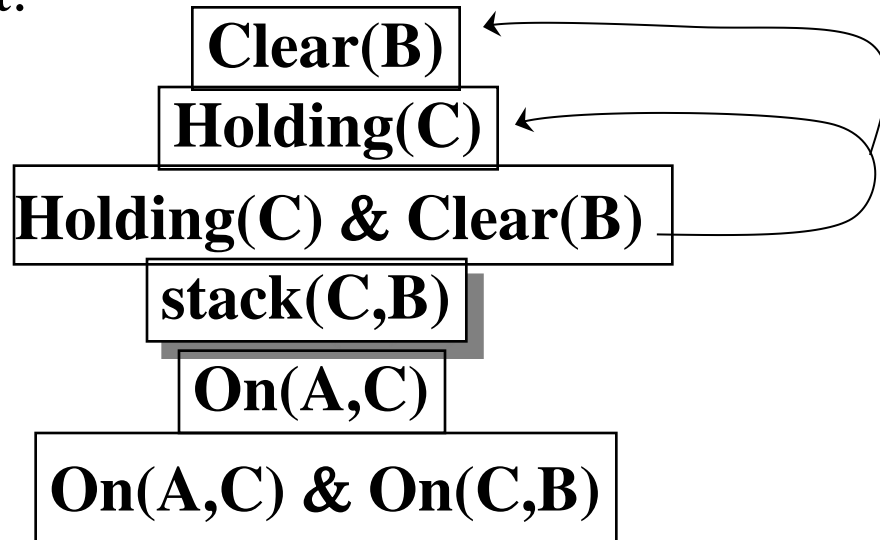 Clear(B)
Holding(C)
Holding(C) & Clear(B)
stack(C,B)
On(A,C)
On(A,C) & On(C,B)